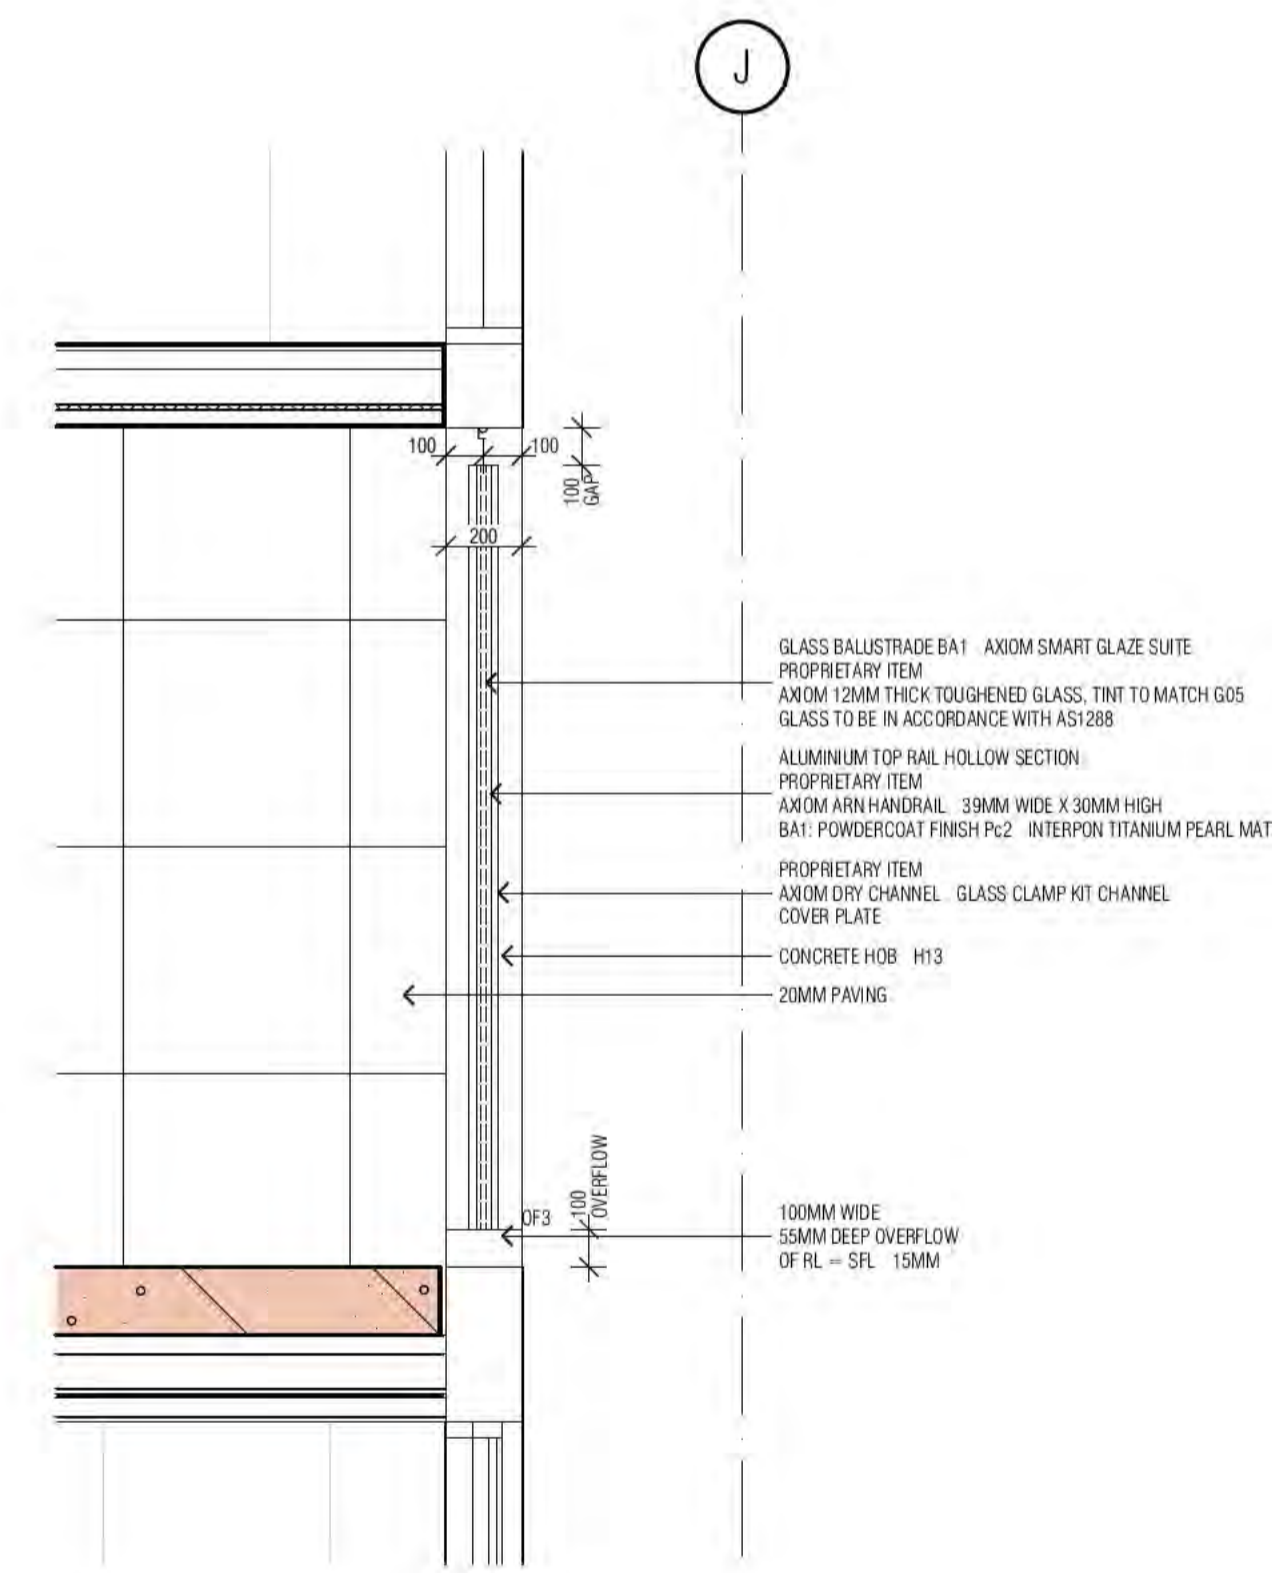 J
100
100
100
GAP
200
GLASS BALUSTRADE BA1 AXIOM SMART GLAZE SUITE
PROPRIETARY ITEM
AXIOM 12MM THICK TOUGHENED GLASS, TINT TO MATCH G05
GLASS TO BE IN ACCORDANCE WITH AS1288
ALUMINIUM TOP RAIL HOLLOW SECTION
PROPRIETARY ITEM
AXIOM ARN HANDRAIL 39MM WIDE X 30MM HIGH
BA1: POWDERCOAT FINISH Pc2 INTERPON TITANIUM PEARL MAT
PROPRIETARY ITEM
AXIOM DRY CHANNEL GLASS CLAMP KIT CHANNEL
COVER PLATE
CONCRETE HOB H13
20MM PAVING
OF3
100
OVERFLOW
100MM WIDE
55MM DEEP OVERFLOW
OF RL = SFL 15MM